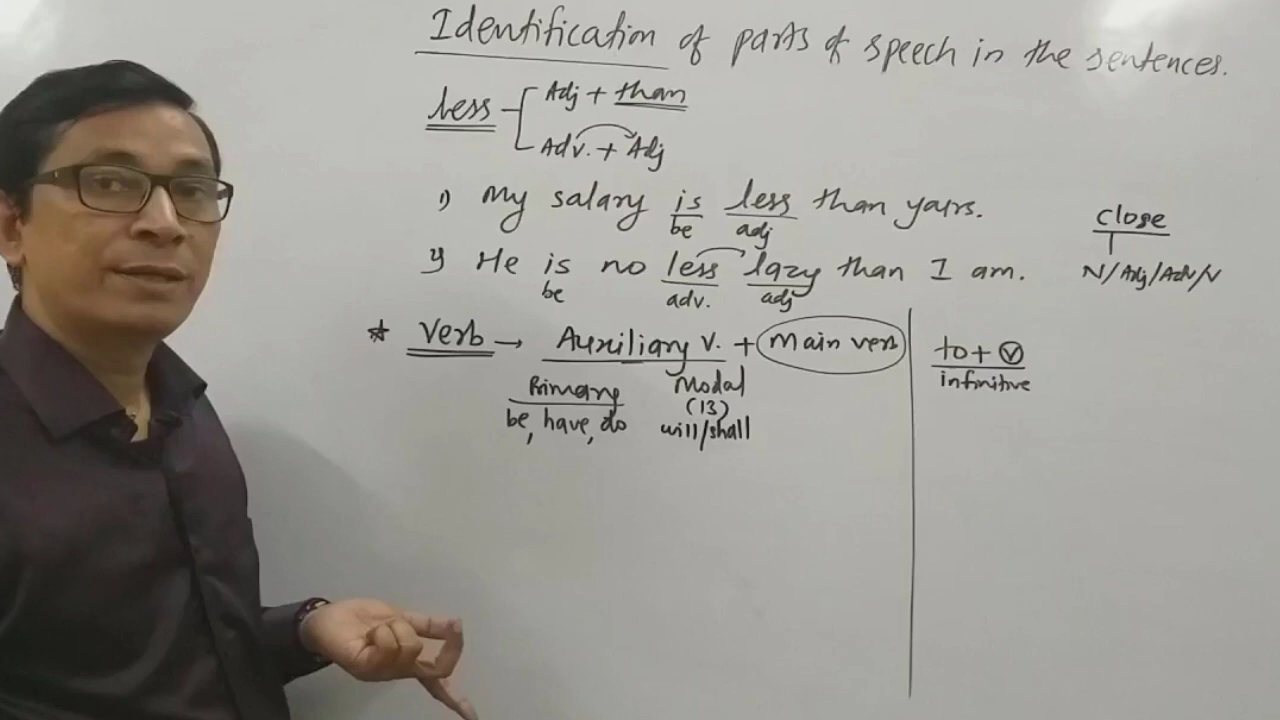 Identification of parts of speech in the sentences.
less
Adj + than
Adv. + Adj
1) My salary is less than yours.
be adj
2) He is no less lazy than I am.
be adv. adj
close
N/Adj/Adv/V
* Verb → Auxiliary v. + Main verb
Primary Modal
(13)
be, have, do will/shall
to + V
infinitive